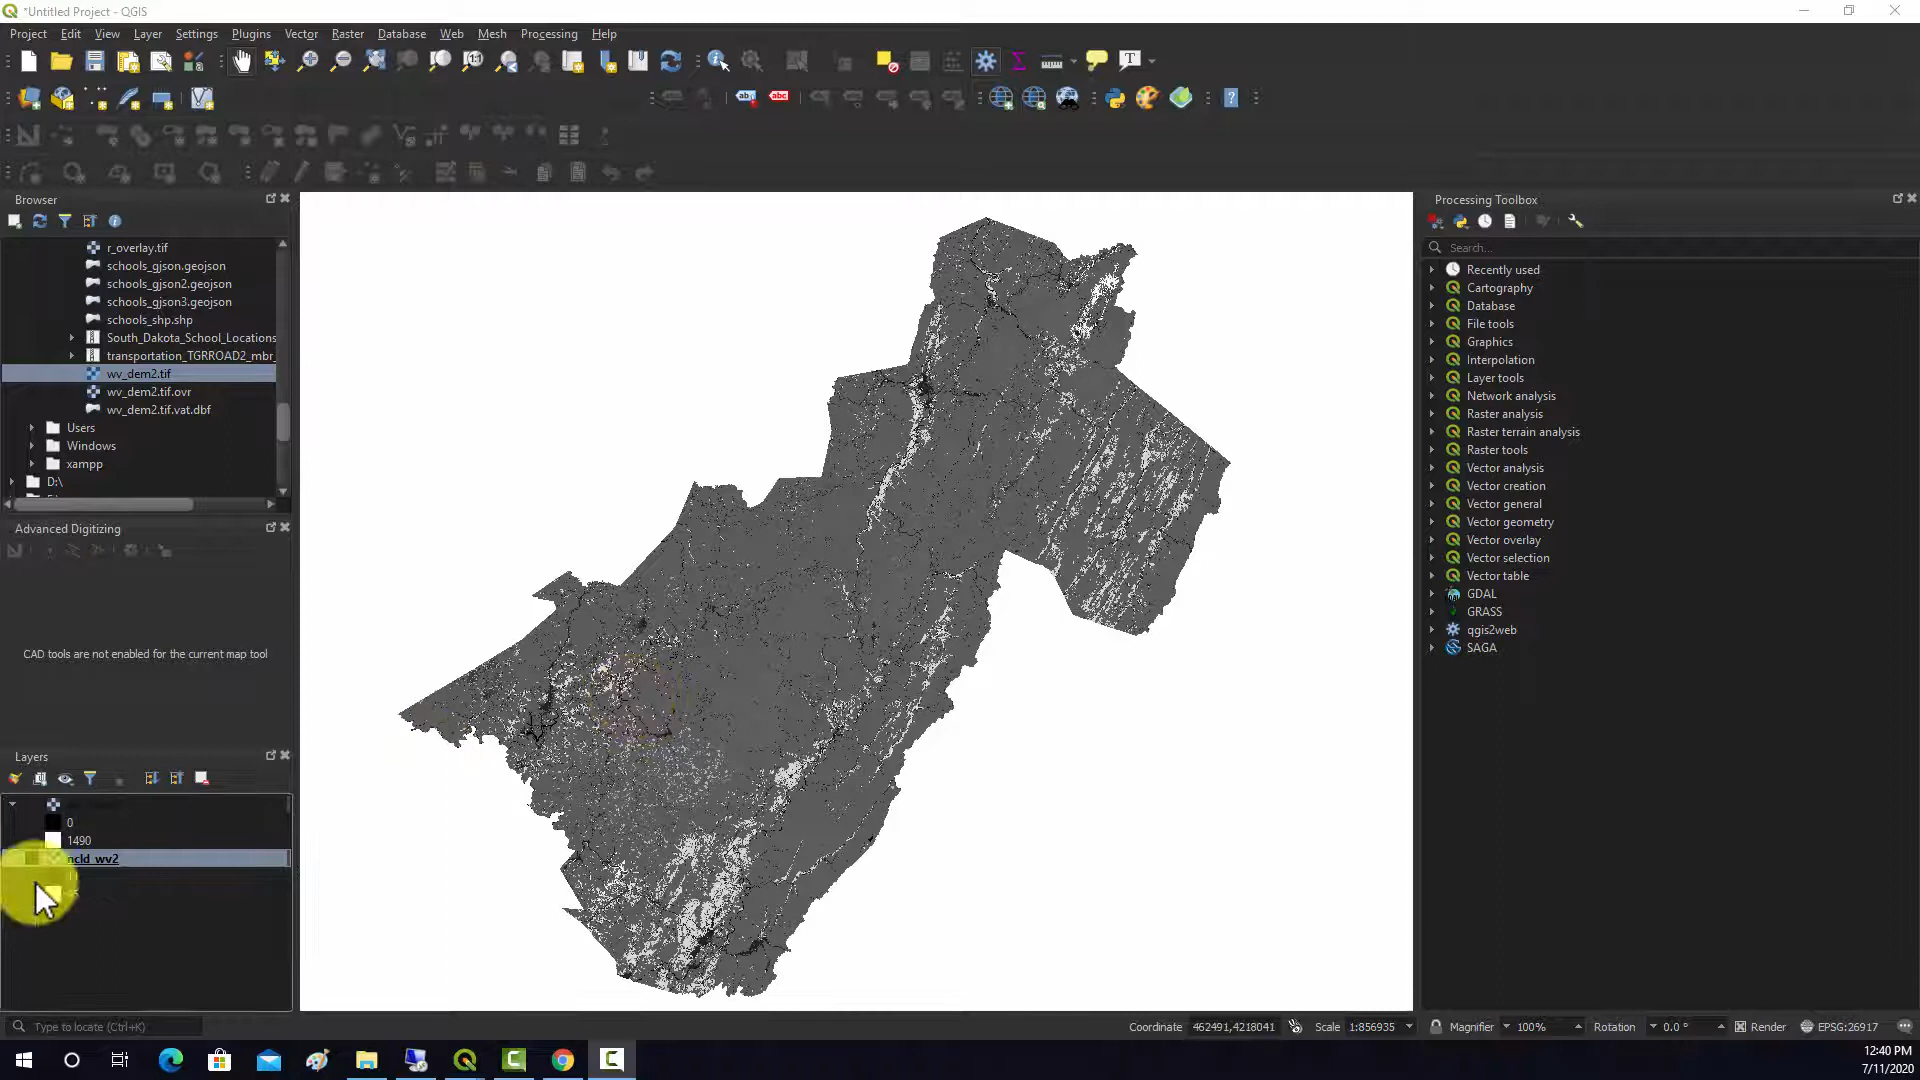 *Untitled Project - QGIS
Project Edit View Layer Settings Plugins Vector Raster Database Web Mesh Processing Help
Browser
r_overlay.tif
schools_gjson.geojson
schools_gjson2.geojson
schools_gjson3.geojson
schools_shp.shp
South_Dakota_School_Locations
transportation_TGRROAD2_mbr_
wv_dem2.tif
wv_dem2.tif.ovr
wv_dem2.tif.vat.dbf
Users
Windows
xampp
D:\
Advanced Digitizing
CAD tools are not enabled for the current map tool
Layers
0
1490
ncld_wv2
Processing Toolbox
Search...
Recently used
Cartography
Database
File tools
Graphics
Interpolation
Layer tools
Network analysis
Raster analysis
Raster terrain analysis
Raster tools
Vector analysis
Vector creation
Vector general
Vector geometry
Vector overlay
Vector selection
Vector table
GDAL
GRASS
qgis2web
SAGA
Type to locate (Ctrl+K)
Coordinate 462491,4218041 Scale 1:856935 Magnifier 100% Rotation 0.0 ° Render EPSG:26917
12:40 PM
7/11/2020